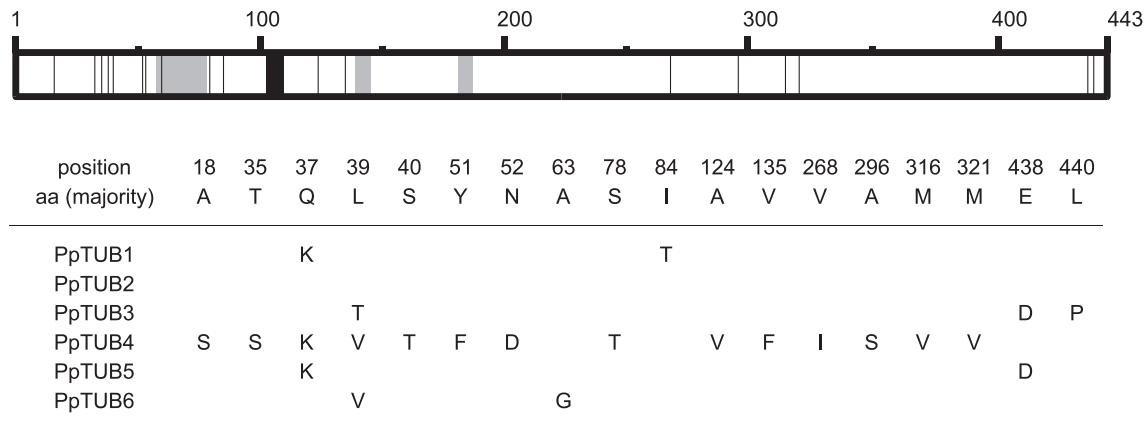 1 100 200 300 400 443
position 18 35 37 39 40 51 52 63 78 84 124 135 268 296 316 321 438 440
aa (majority) A T Q L S Y N A S I A V V A M M E L
PpTUB1 K T
PpTUB2
PpTUB3 T D P
PpTUB4 S S K V T F D T V F I S V V
PpTUB5 K D
PpTUB6 V G